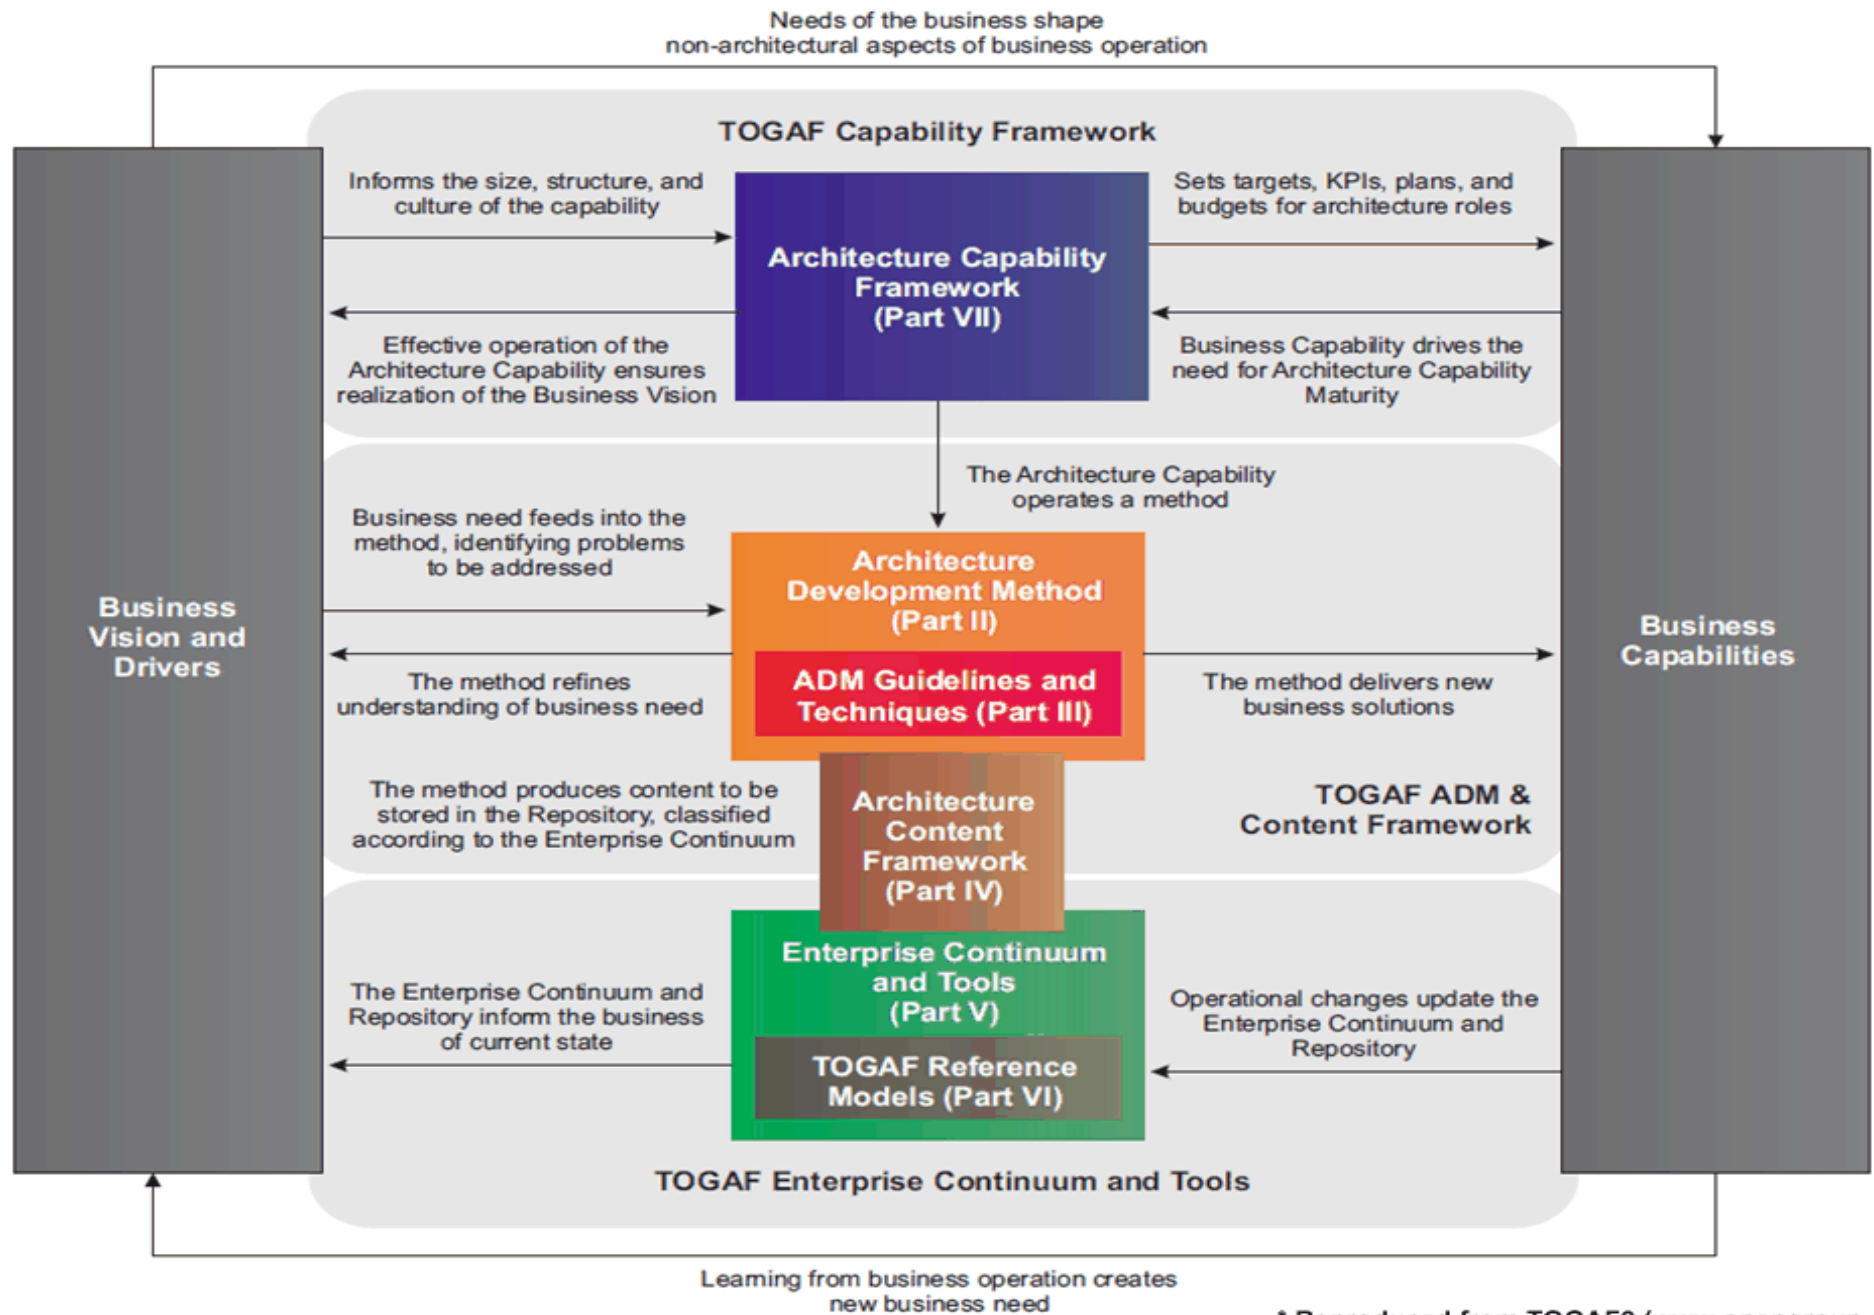 Needs of the business shape
non-architectural aspects of business operation
TOGAF Capability Framework
Informs the size, structure, and
culture of the capability
Sets targets, KPIs, plans, and
budgets for architecture roles
Architecture Capability
Framework
(Part VII)
Effective operation of the
Architecture Capability ensures
realization of the Business Vision
Business Capability drives the
need for Architecture Capability
Maturity
The Architecture Capability
operates a method
Business need feeds into the
method, identifying problems
to be addressed
Architecture
Development Method
(Part II)
Business
Vision and
Drivers
Business
Capabilities
ADM Guidelines and
Techniques (Part III)
The method refines
understanding of business need
The method delivers new
business solutions
The method produces content to be
stored in the Repository, classified
according to the Enterprise Continuum
Architecture
Content
Framework
(Part IV)
TOGAF ADM &
Content Framework
Enterprise Continuum
and Tools
(Part V)
The Enterprise Continuum and
Repository inform the business
of current state
Operational changes update the
Enterprise Continuum and
Repository
TOGAF Reference
Models (Part VI)
TOGAF Enterprise Continuum and Tools
Learning from business operation creates
new business need
* Reproduced from